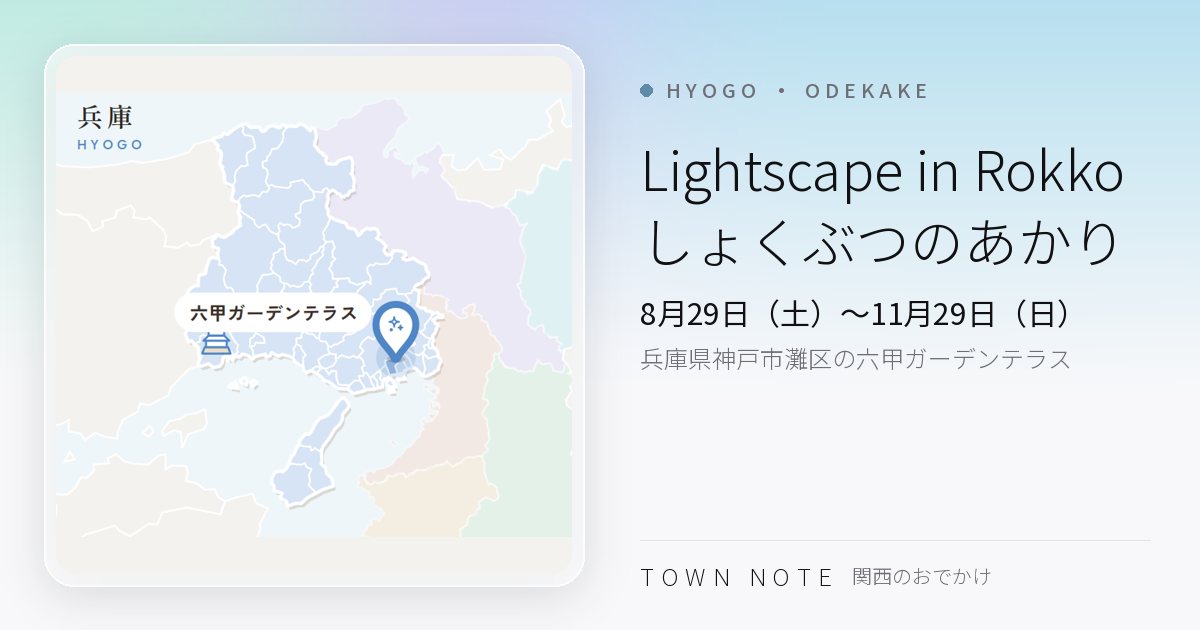 兵庫
HYOGO
六甲ガーデンテラス
HYOGO ・ ODEKAKE
Lightscape in Rokko
しょくぶつのあかり
8月29日（土）〜11月29日（日）
兵庫県神戸市灘区の六甲ガーデンテラス
TOWN NOTE 関西のおでかけ